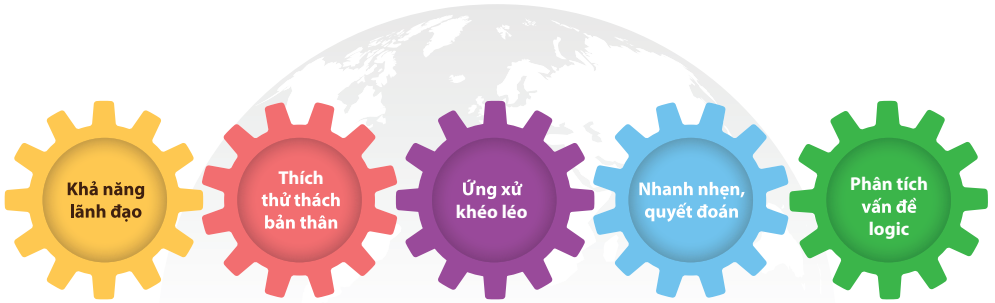 Khả năng
lãnh đạo
Thích
thử thách
bản thân
Ứng xử
khéo léo
Nhanh nhẹn,
quyết đoán
Phân tích
vấn đề
logic